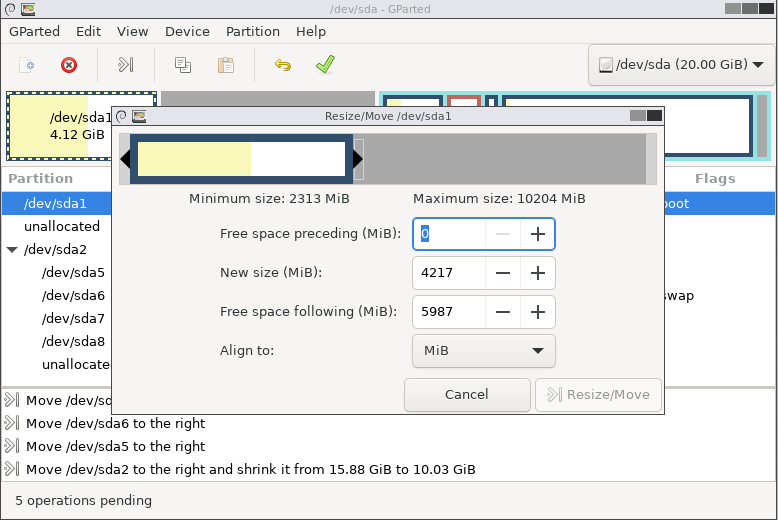 /dev/sda - GParted
GParted Edit View Device Partition Help
/dev/sda (20.00 GiB)
/dev/sda1
4.12 GiB
Resize/Move /dev/sda1
Minimum size: 2313 MiB Maximum size: 10204 MiB
Free space preceding (MiB): 0
New size (MiB): 4217
Free space following (MiB): 5987
Align to: MiB
Cancel Resize/Move
Partition Flags
/dev/sda1 boot
unallocated
/dev/sda2
/dev/sda5
/dev/sda6 swap
/dev/sda7
/dev/sda8
unallocate
Move /dev/sd
Move /dev/sda6 to the right
Move /dev/sda5 to the right
Move /dev/sda2 to the right and shrink it from 15.88 GiB to 10.03 GiB
5 operations pending